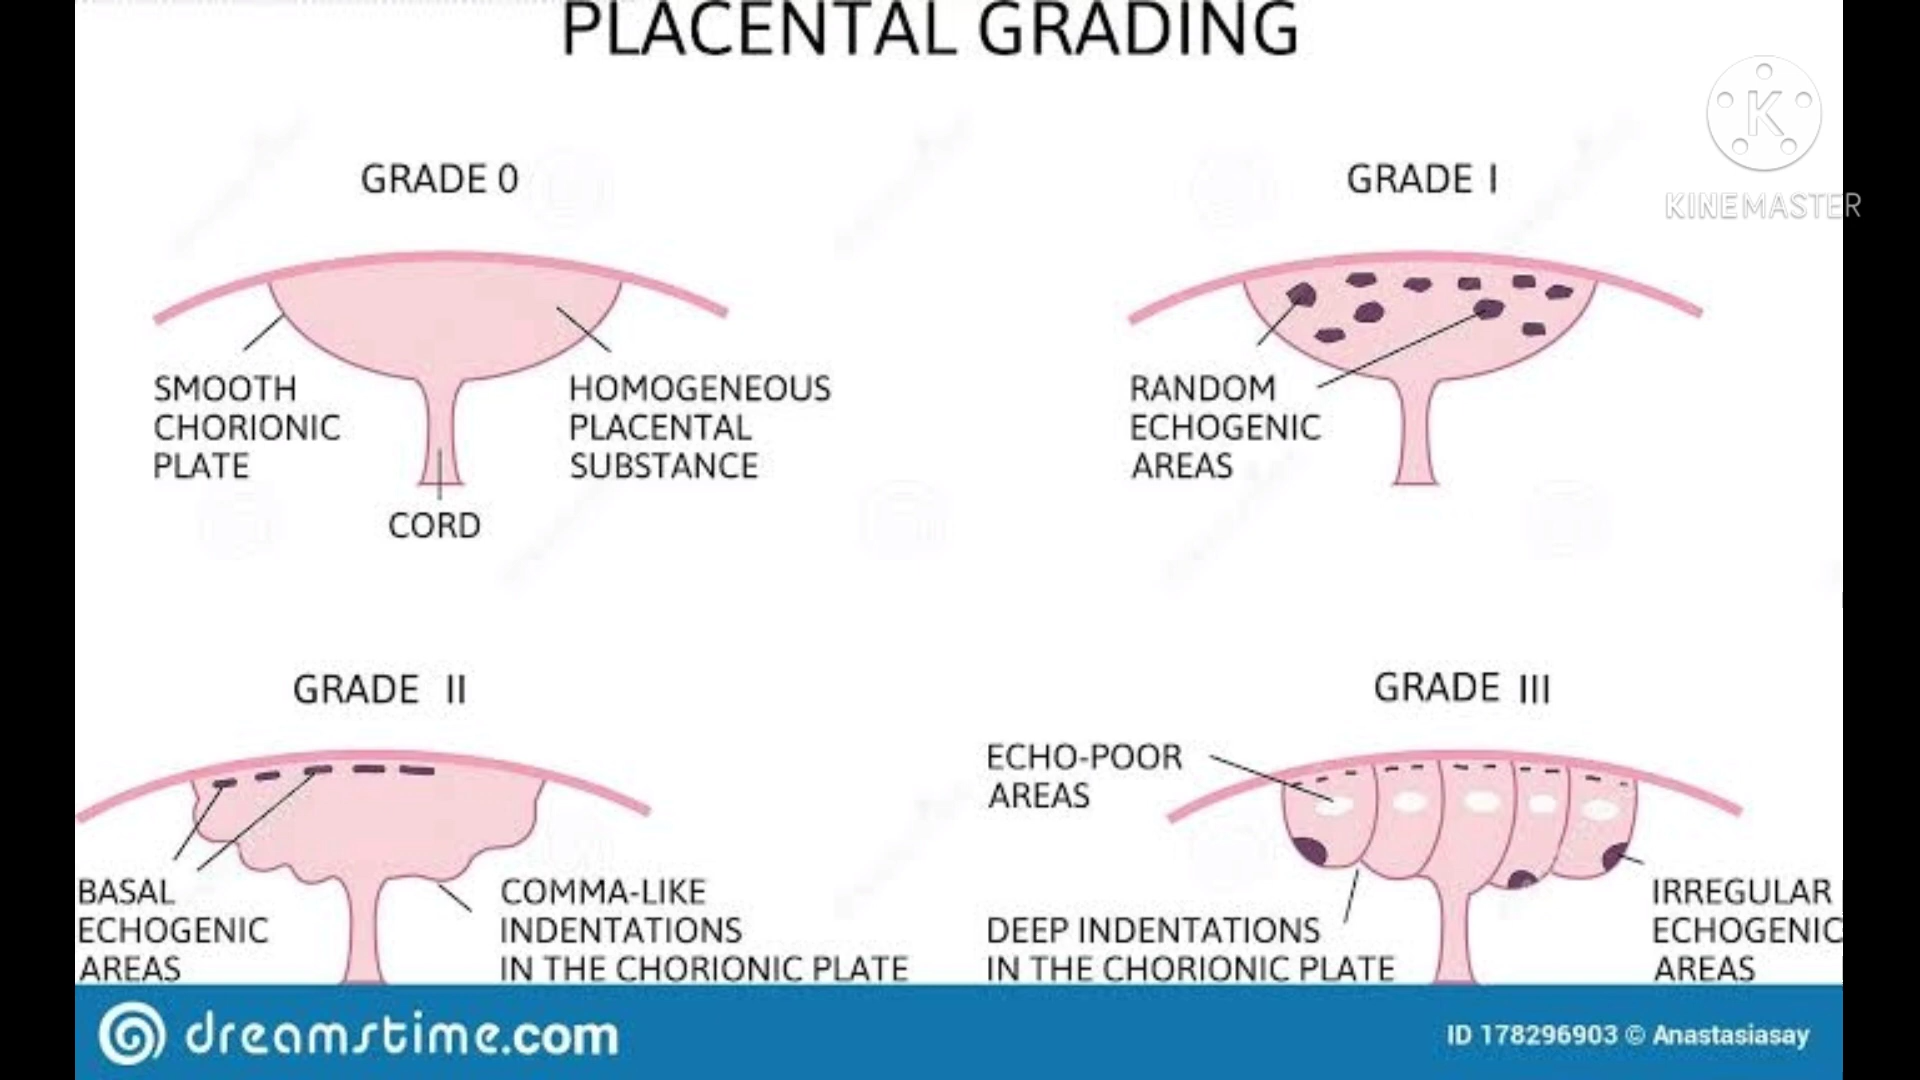 PLACENTAL GRADING
K
KINEMASTER
GRADE 0
SMOOTH
CHORIONIC
PLATE
HOMOGENEOUS
PLACENTAL
SUBSTANCE
CORD
GRADE I
RANDOM
ECHOGENIC
AREAS
GRADE II
BASAL
ECHOGENIC
AREAS
COMMA-LIKE
INDENTATIONS
IN THE CHORIONIC PLATE
GRADE III
ECHO-POOR
AREAS
DEEP INDENTATIONS
IN THE CHORIONIC PLATE
IRREGULAR
ECHOGENIC
AREAS
dreamstime.com
ID 178296903 © Anastasiasay